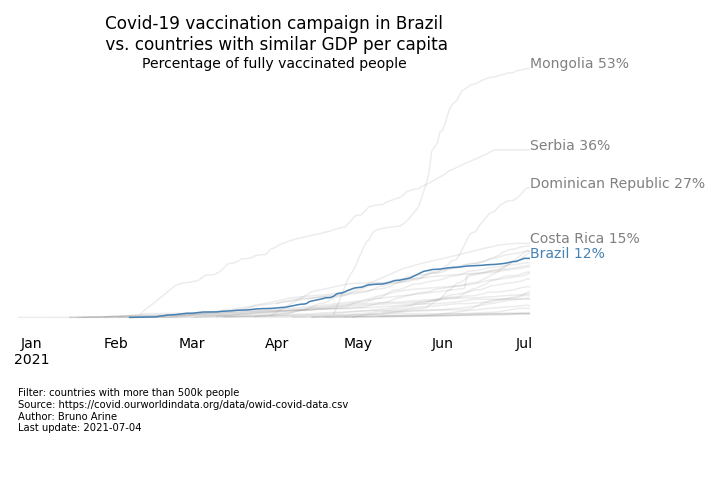 Covid-19 vaccination campaign in Brazil
vs. countries with similar GDP per capita
Percentage of fully vaccinated people
Mongolia 53%
Serbia 36%
Dominican Republic 27%
Costa Rica 15%
Brazil 12%
Jan Feb Mar Apr May Jun Jul
2021
Filter: countries with more than 500k people
Source: https://covid.ourworldindata.org/data/owid-covid-data.csv
Author: Bruno Arine
Last update: 2021-07-04